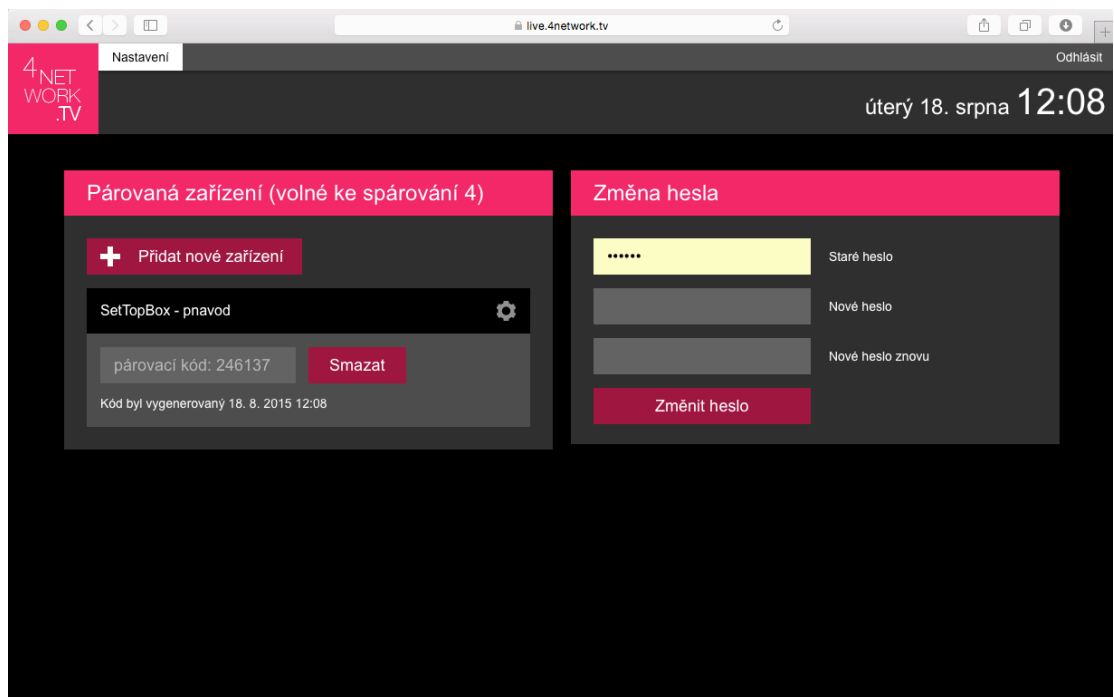 live.4network.tv
4NET
WORK
.TV
Nastavení
Odhlásit
úterý 18. srpna 12:08
Párovaná zařízení (volné ke spárování 4)
Přidat nové zařízení
SetTopBox - pnavod
párovací kód: 246137
Smazat
Kód byl vygenerovaný 18. 8. 2015 12:08
Změna hesla
••••••
Staré heslo
Nové heslo
Nové heslo znovu
Změnit heslo